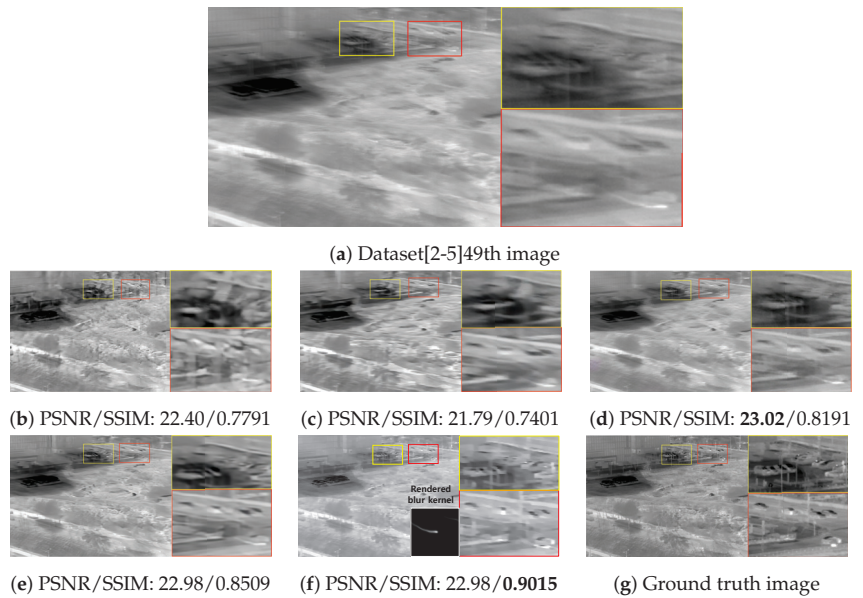 (a) Dataset[2-5]49th image
(b) PSNR/SSIM: 22.40/0.7791
(c) PSNR/SSIM: 21.79/0.7401
(d) PSNR/SSIM: 23.02/0.8191
Rendered
blur kernel
(e) PSNR/SSIM: 22.98/0.8509
(f) PSNR/SSIM: 22.98/0.9015
(g) Ground truth image